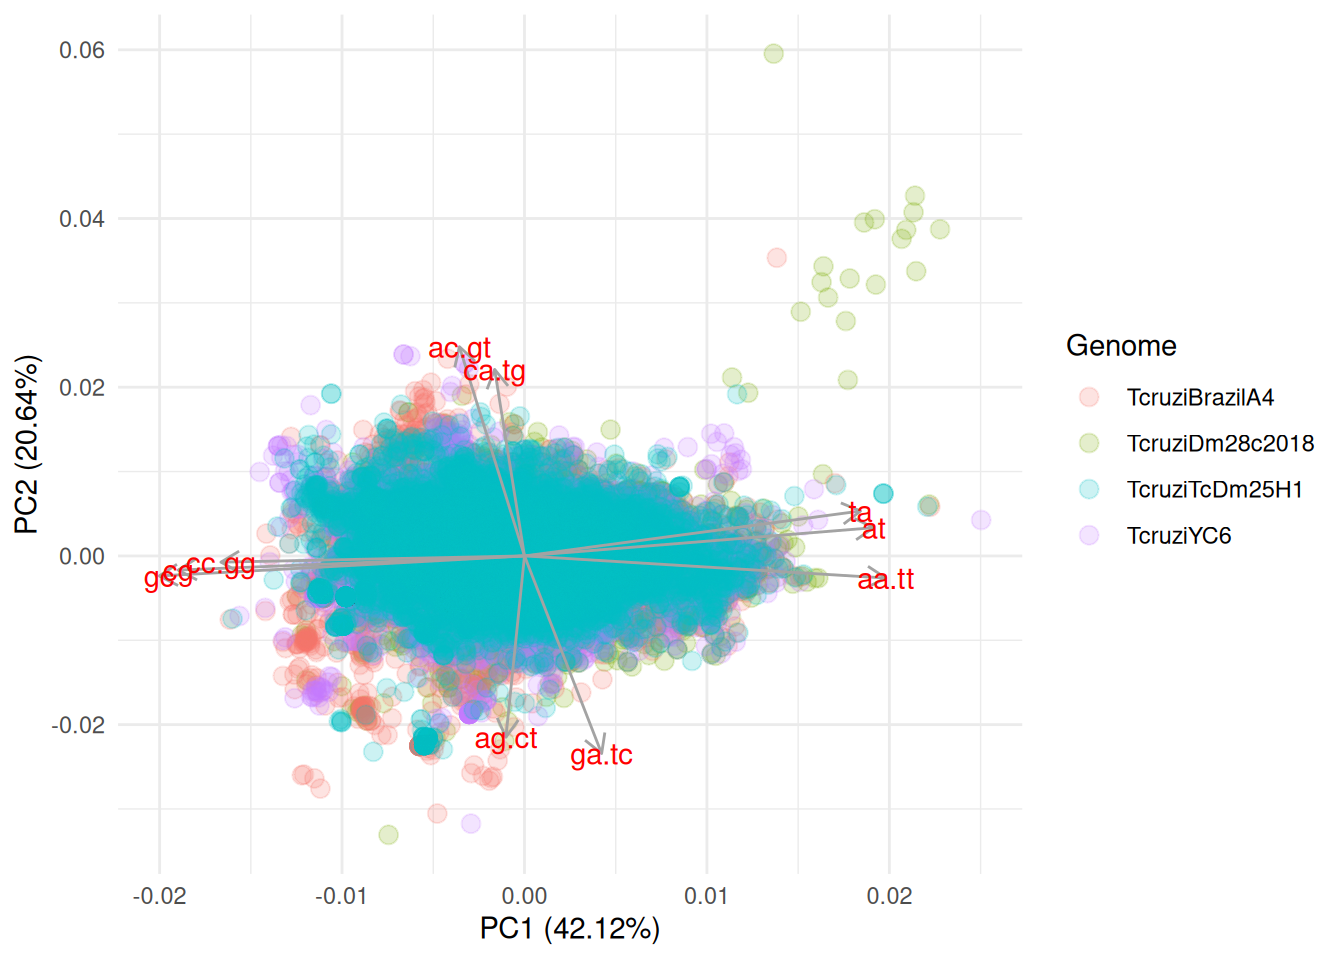 0.06
0.04
0.02
0.00
-0.02
PC2 (20.64%)
ac.gt
ca.tg
ta
at
aa.tt
cc.gg
cg
gc
ag.ct
ga.tc
-0.02
-0.01
0.00
0.01
0.02
PC1 (42.12%)
Genome
TcruziBrazilA4
TcruziDm28c2018
TcruziTcDm25H1
TcruziYC6